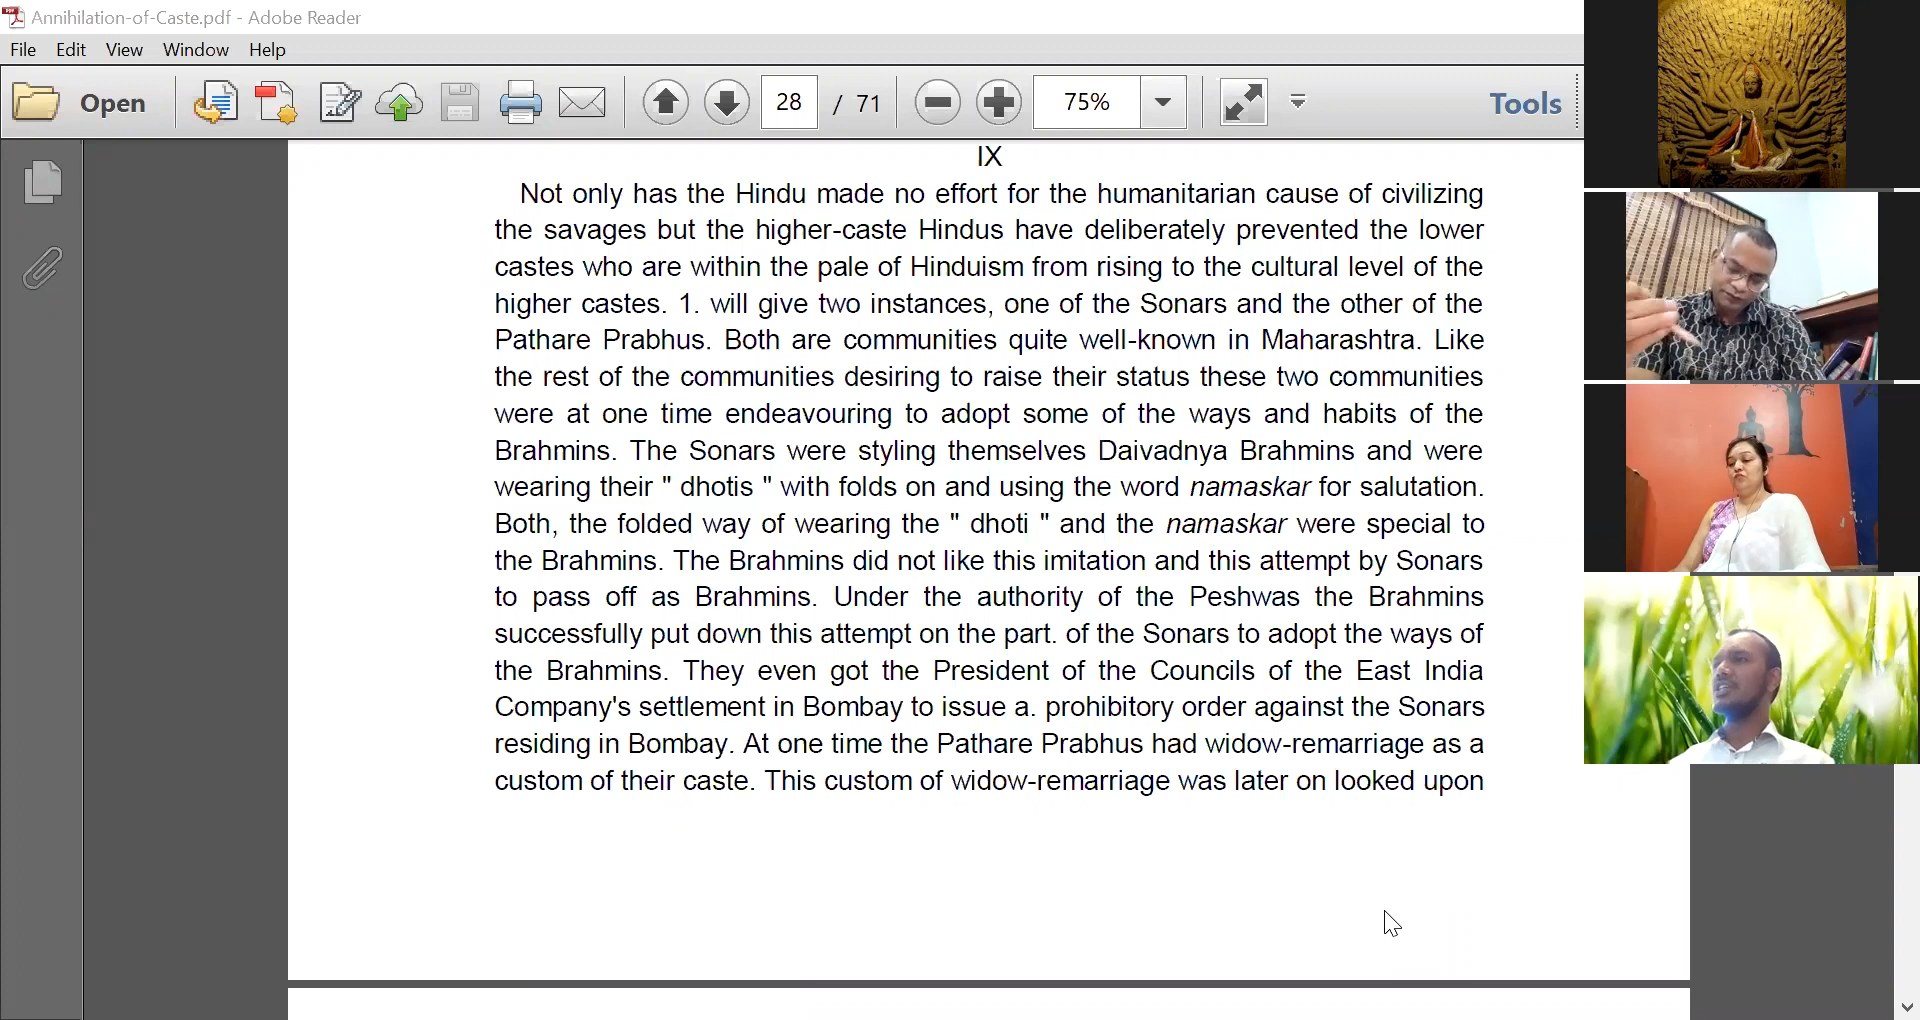 Annihilation-of-Caste.pdf - Adobe Reader
File Edit View Window Help
Open 28 / 71 75% Tools
IX
Not only has the Hindu made no effort for the humanitarian cause of civilizing
the savages but the higher-caste Hindus have deliberately prevented the lower
castes who are within the pale of Hinduism from rising to the cultural level of the
higher castes. 1. will give two instances, one of the Sonars and the other of the
Pathare Prabhus. Both are communities quite well-known in Maharashtra. Like
the rest of the communities desiring to raise their status these two communities
were at one time endeavouring to adopt some of the ways and habits of the
Brahmins. The Sonars were styling themselves Daivadnya Brahmins and were
wearing their " dhotis " with folds on and using the word namaskar for salutation.
Both, the folded way of wearing the " dhoti " and the namaskar were special to
the Brahmins. The Brahmins did not like this imitation and this attempt by Sonars
to pass off as Brahmins. Under the authority of the Peshwas the Brahmins
successfully put down this attempt on the part. of the Sonars to adopt the ways of
the Brahmins. They even got the President of the Councils of the East India
Company's settlement in Bombay to issue a. prohibitory order against the Sonars
residing in Bombay. At one time the Pathare Prabhus had widow-remarriage as a
custom of their caste. This custom of widow-remarriage was later on looked upon